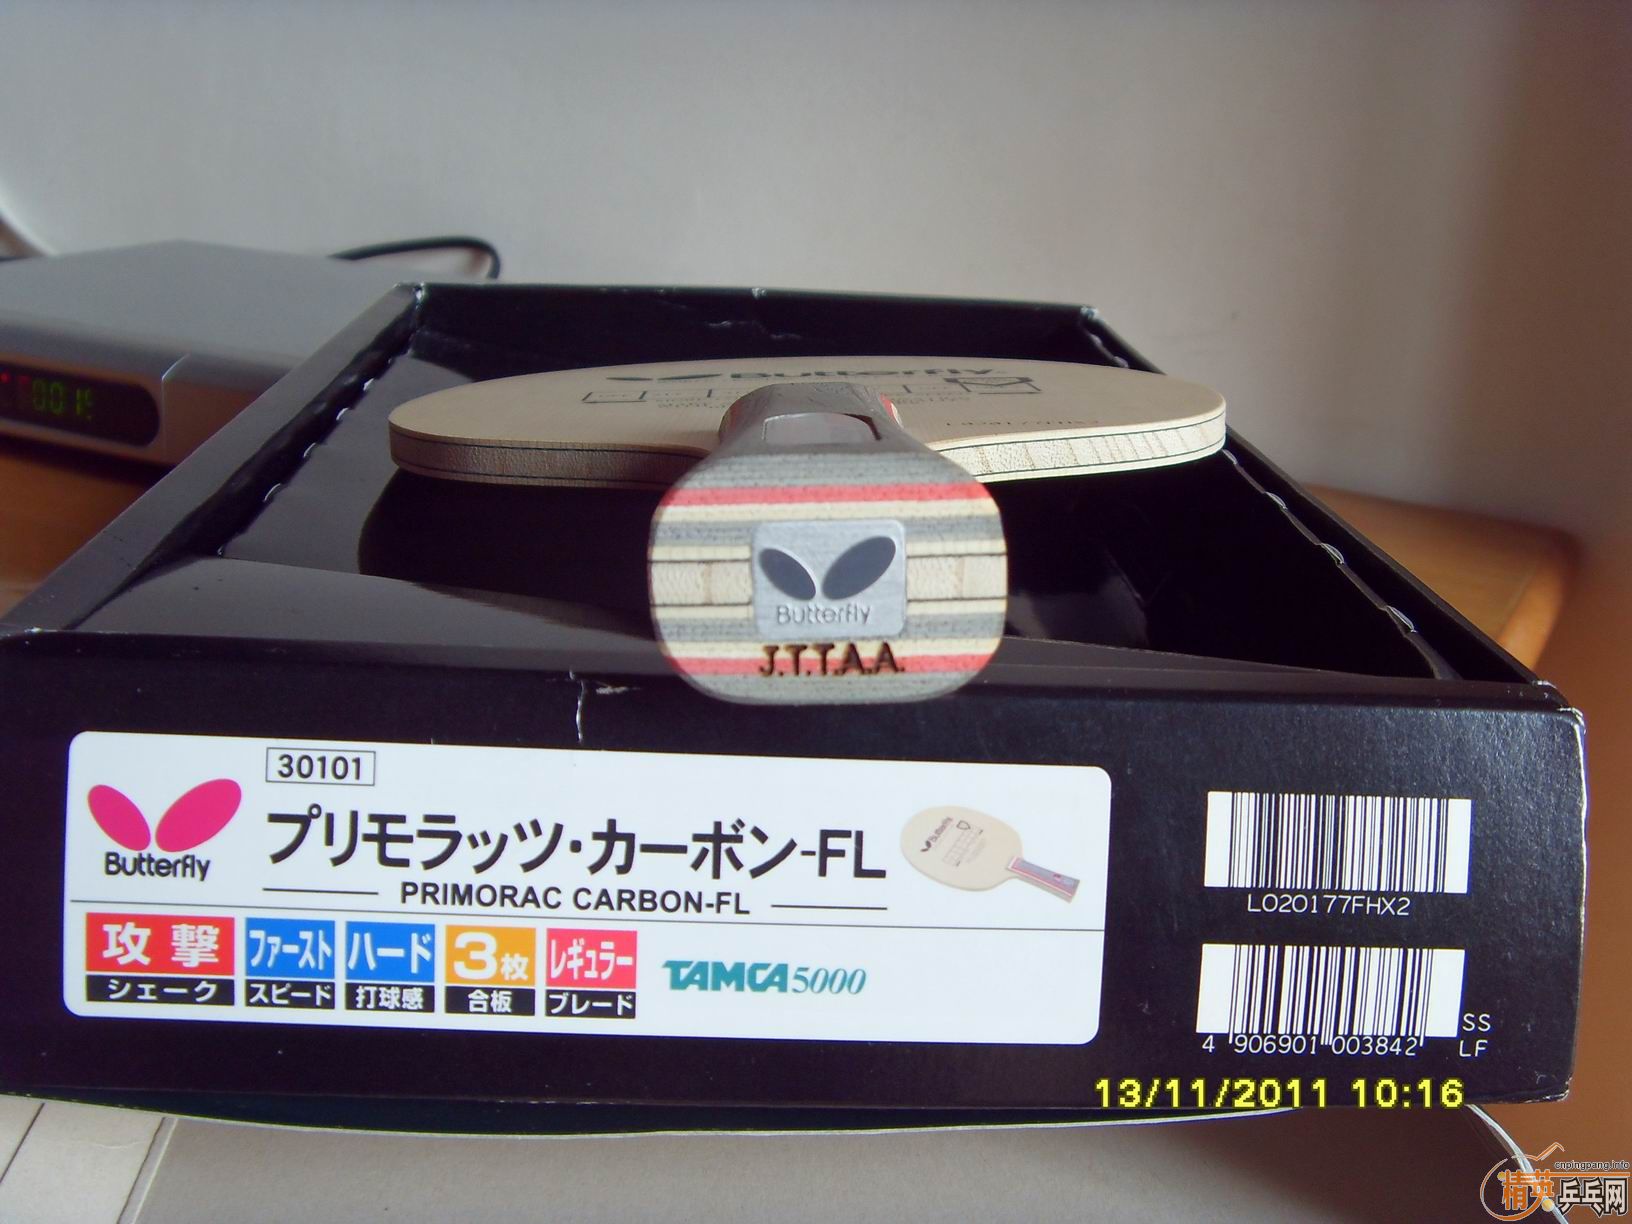 Butterfly
Butterfly
J.T.T.A.A.
30101
Butterfly
プリモラッツ・カーボン-FL
PRIMORAC CARBON-FL
攻撃
シェーク
ファースト
スピード
ハード
打球感
3枚
合板
レギュラー
ブレード
TAMCA5000
L020177FHX2
4 906901 003842
SS
LF
13/11/2011 10:16
cnpingpang.info
精英乒乓网